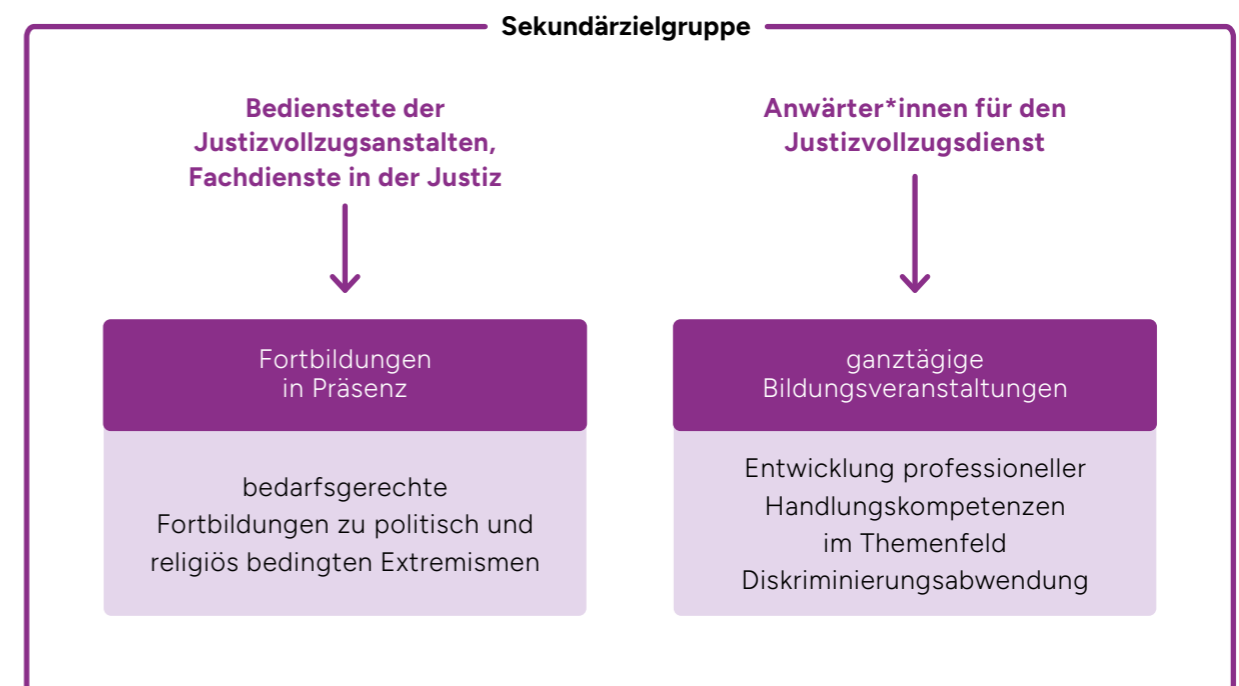 Sekundärzielgruppe
Bedienstete der
Justizvollzugsanstalten,
Fachdienste in der Justiz
Fortbildungen
in Präsenz
bedarfsgerechte
Fortbildungen zu politisch und
religiös bedingten Extremismen
Anwärter*innen für den
Justizvollzugsdienst
ganztägige
Bildungsveranstaltungen
Entwicklung professioneller
Handlungskompetenzen
im Themenfeld
Diskriminierungsabwendung